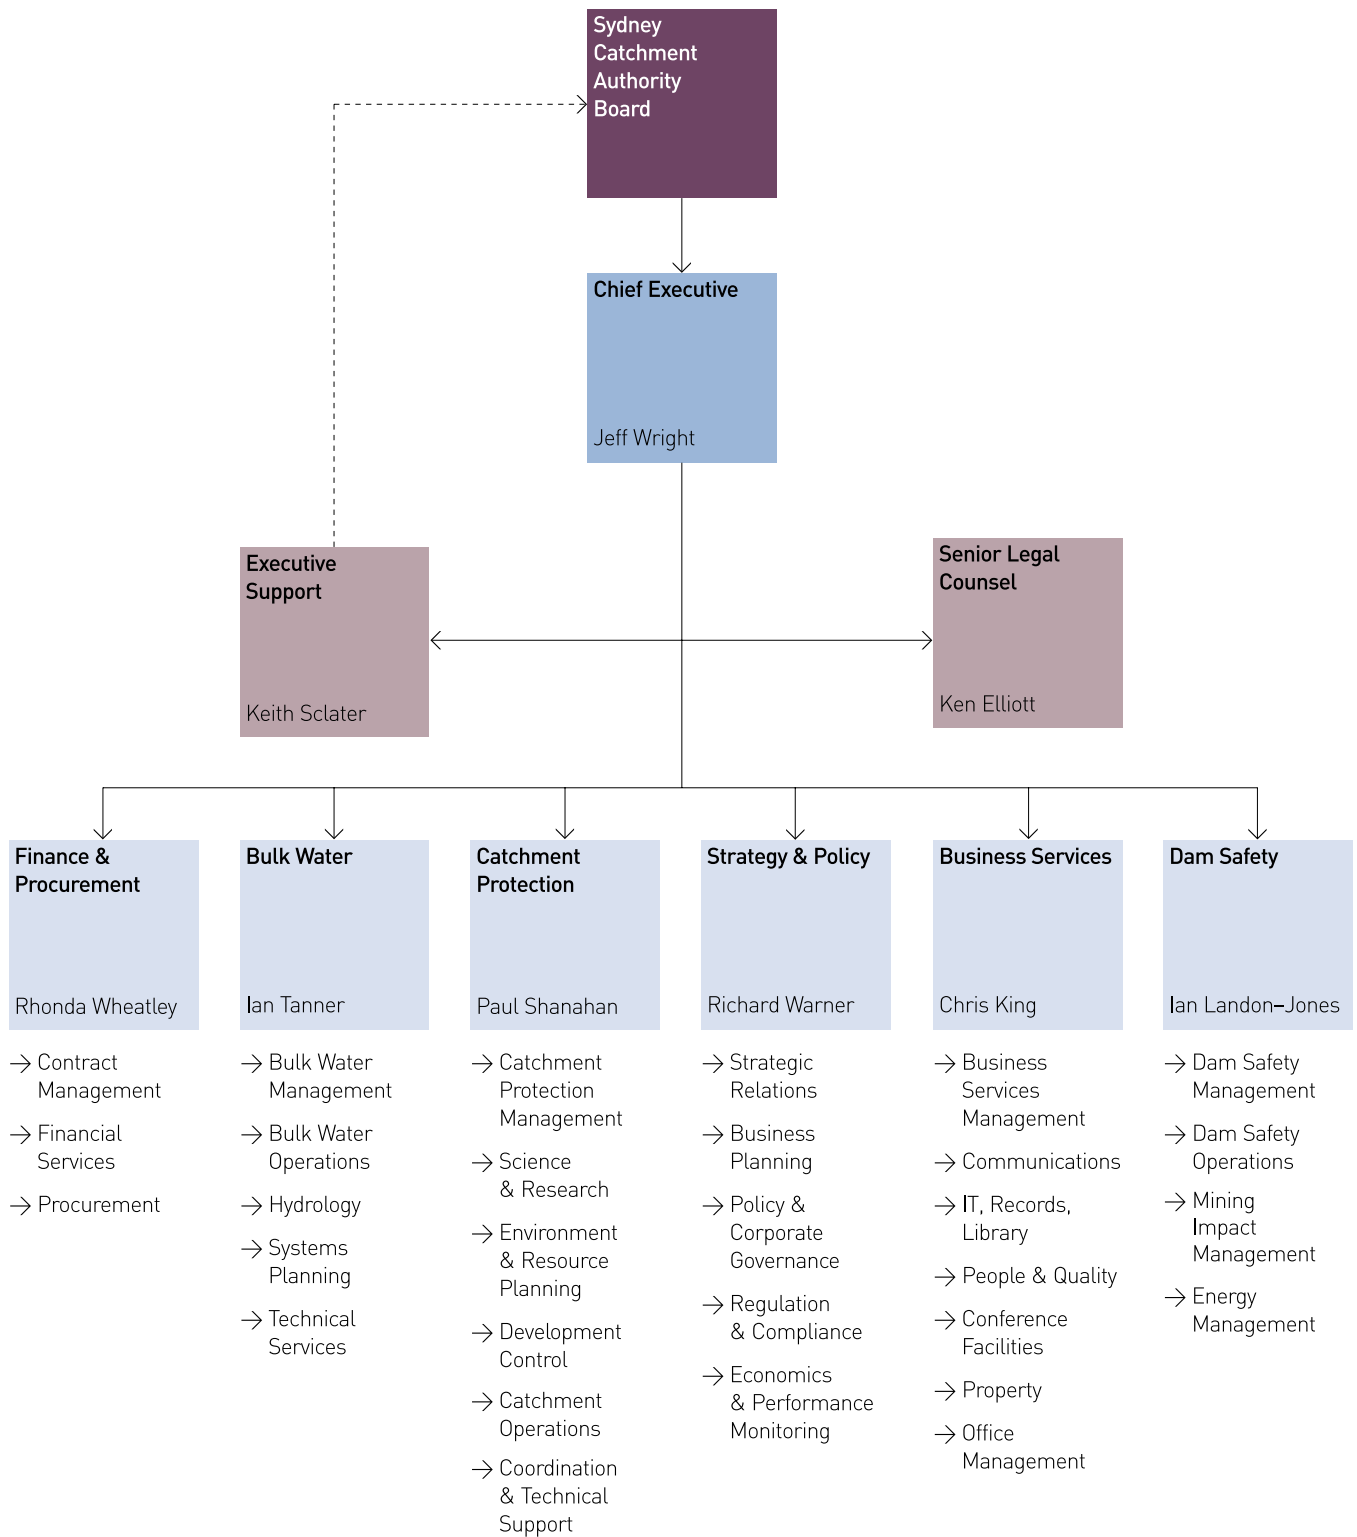 Sydney
Catchment
Authority
Board
Chief Executive
Jeff Wright
Executive
Support
Keith Sclater
Senior Legal
Counsel
Ken Elliott
Finance &
Procurement
Rhonda Wheatley
→ Contract
Management
→ Financial
Services
→ Procurement
Bulk Water
Ian Tanner
→ Bulk Water
Management
→ Bulk Water
Operations
→ Hydrology
→ Systems
Planning
→ Technical
Services
Catchment
Protection
Paul Shanahan
→ Catchment
Protection
Management
→ Science
& Research
→ Environment
& Resource
Planning
→ Development
Control
→ Catchment
Operations
→ Coordination
& Technical
Support
Strategy & Policy
Richard Warner
→ Strategic
Relations
→ Business
Planning
→ Policy &
Corporate
Governance
→ Regulation
& Compliance
→ Economics
& Performance
Monitoring
Business Services
Chris King
→ Business
Services
Management
→ Communications
→ IT, Records,
Library
→ People & Quality
→ Conference
Facilities
→ Property
→ Office
Management
Dam Safety
Ian Landon–Jones
→ Dam Safety
Management
→ Dam Safety
Operations
→ Mining
Impact
Management
→ Energy
Management